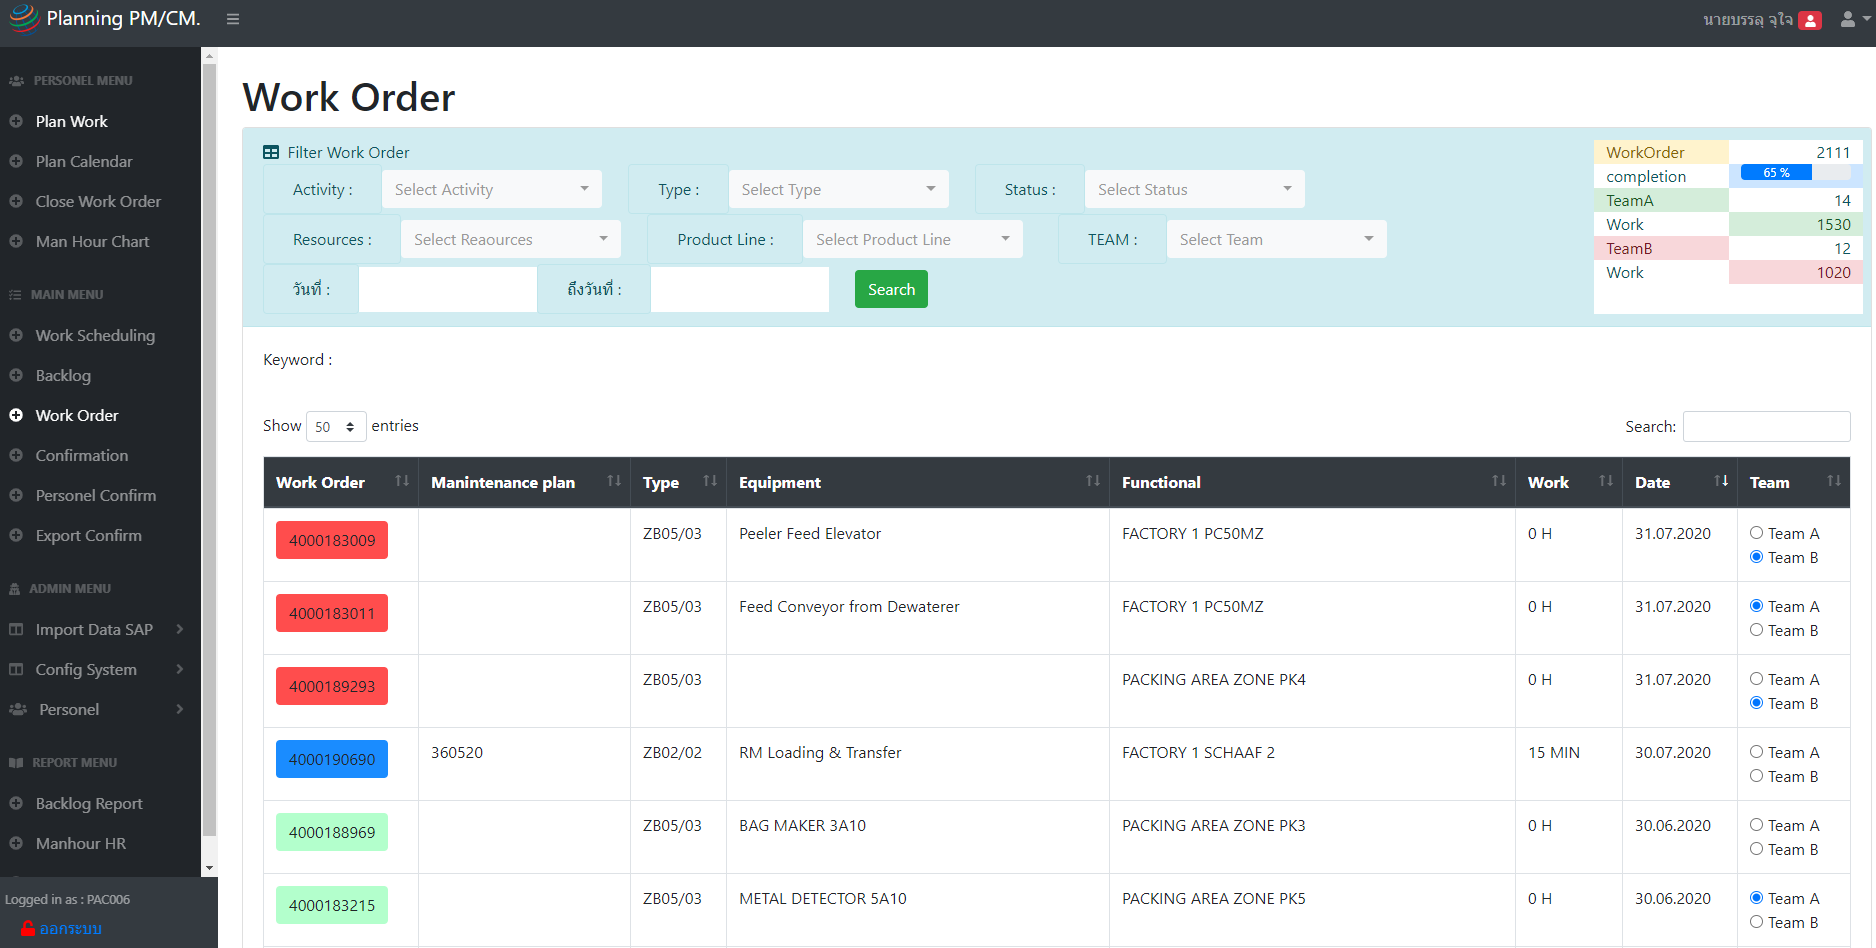 Planning PM/CM.
นายบรรลุ จุใจ
PERSONEL MENU
Plan Work
Plan Calendar
Close Work Order
Man Hour Chart
MAIN MENU
Work Scheduling
Backlog
Work Order
Confirmation
Personel Confirm
Export Confirm
ADMIN MENU
Import Data SAP
Config System
Personel
REPORT MENU
Backlog Report
Manhour HR
Logged in as : PAC006
ออกระบบ
Work Order
Filter Work Order
Activity : Select Activity Type : Select Type Status : Select Status
Resources : Select Reaources Product Line : Select Product Line TEAM : Select Team
วันที่ : ถึงวันที่ : Search
WorkOrder 2111
completion 65 %
TeamA 14
Work 1530
TeamB 12
Work 1020
Keyword :
Show 50 entries Search:
Work Order Manintenance plan Type Equipment Functional Work Date Team
4000183009 ZB05/03 Peeler Feed Elevator FACTORY 1 PC50MZ 0 H 31.07.2020 Team A
Team B
4000183011 ZB05/03 Feed Conveyor from Dewaterer FACTORY 1 PC50MZ 0 H 31.07.2020 Team A
Team B
4000189293 ZB05/03 PACKING AREA ZONE PK4 0 H 31.07.2020 Team A
Team B
4000190690 360520 ZB02/02 RM Loading & Transfer FACTORY 1 SCHAAF 2 15 MIN 30.07.2020 Team A
Team B
4000188969 ZB05/03 BAG MAKER 3A10 PACKING AREA ZONE PK3 0 H 30.06.2020 Team A
Team B
4000183215 ZB05/03 METAL DETECTOR 5A10 PACKING AREA ZONE PK5 0 H 30.06.2020 Team A
Team B